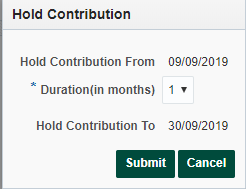 Hold Contribution
Hold Contribution From 09/09/2019
* Duration(in months) 1
Hold Contribution To 30/09/2019
Submit Cancel